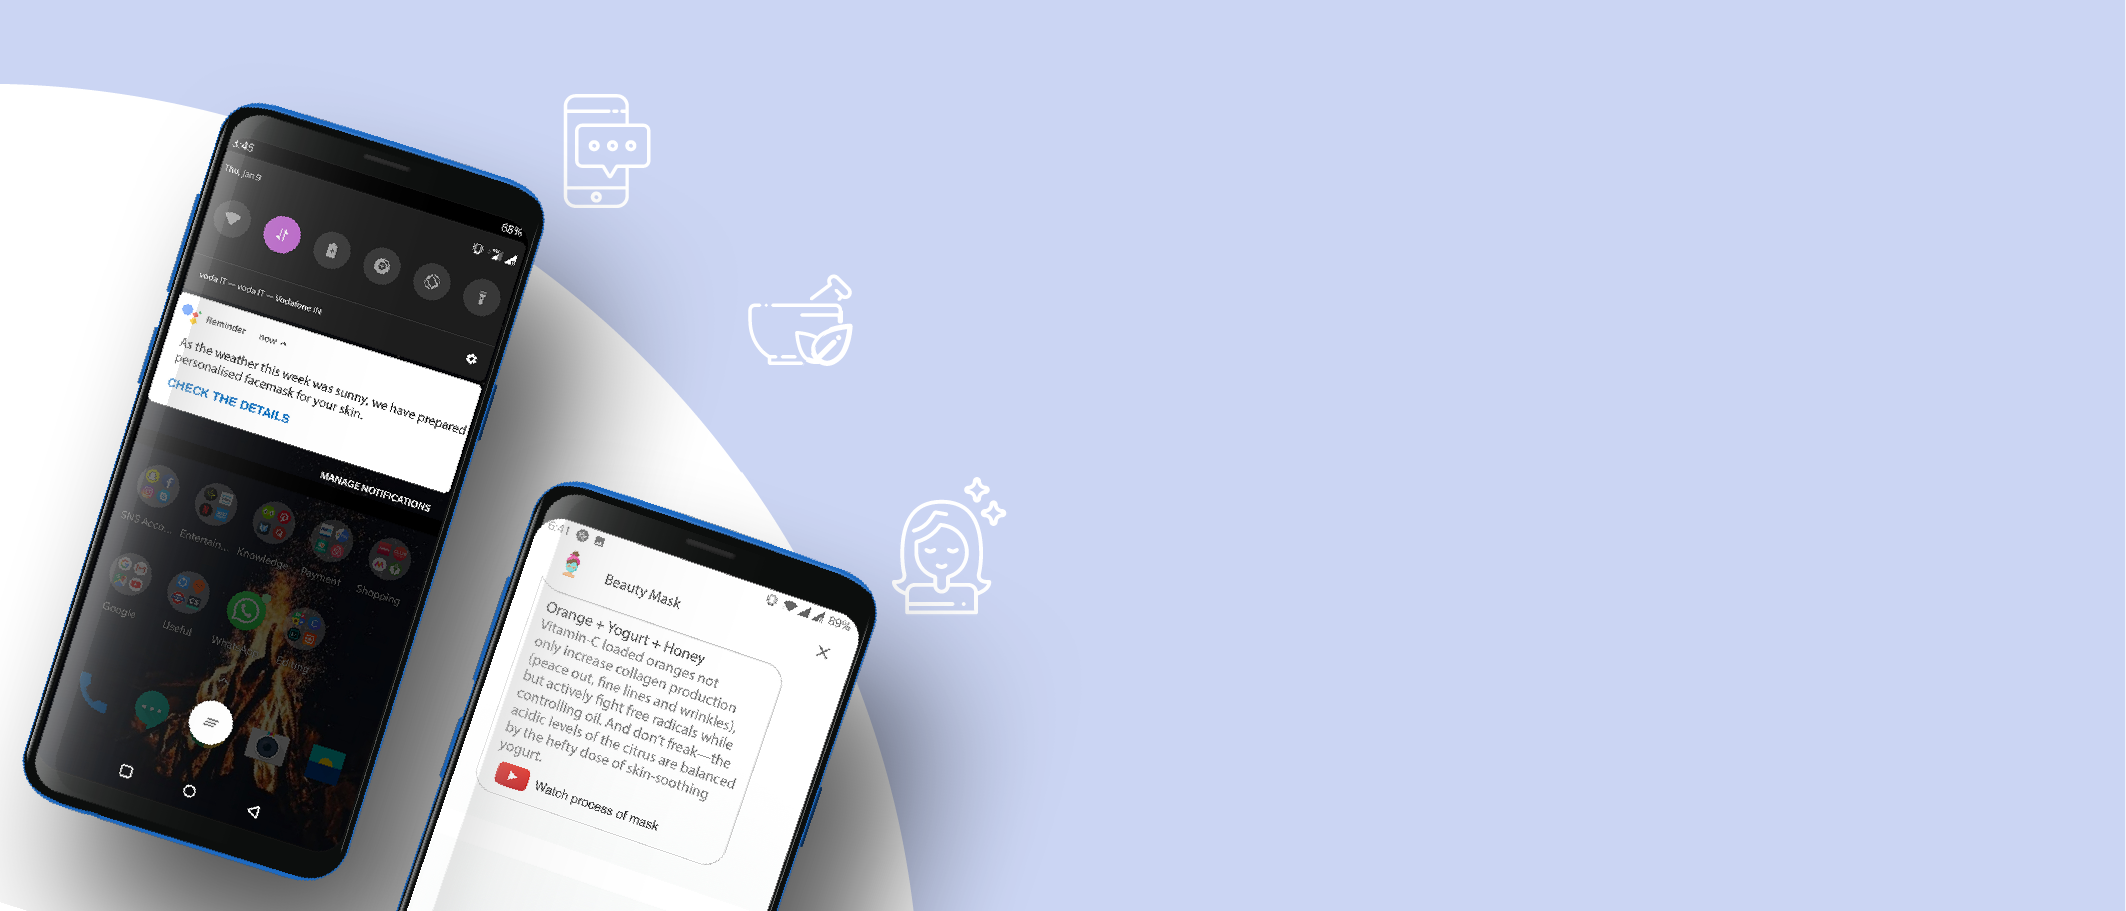 3:45
68%
Thu, Jan 9
voda IT — voda IT — Vodafone IN
Reminder now
As the weather this week was sunny, we have prepared
personalised facemask for your skin.
CHECK THE DETAILS
MANAGE NOTIFICATIONS
SNS Acco...
Entertain...
Knowledge
Payment
Shopping
Google
Useful
WhatsApp
Editing
6:41
89%
Beauty Mask
Orange + Yogurt + Honey
Vitamin-C loaded oranges not
only increase collagen production
(peace out, fine lines and wrinkles),
but actively fight free radicals while
controlling oil. And don't freak—the
acidic levels of the citrus are balanced
by the hefty dose of skin-soothing
yogurt.
Watch process of mask